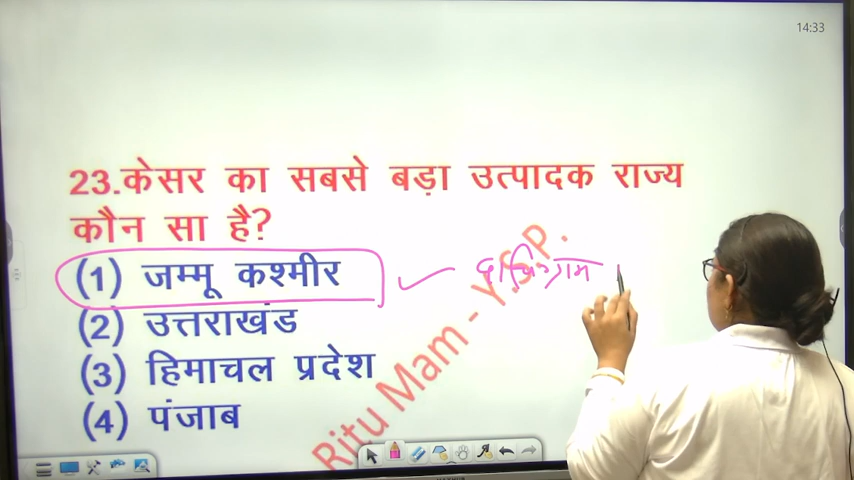 14:33
23.केसर का सबसे बड़ा उत्पादक राज्य
कौन सा है?
(1) जम्मू कश्मीर
दाचिग्राम
(2) उत्तराखंड
(3) हिमाचल प्रदेश
(4) पंजाब
Ritu Mam - Y.S.P.